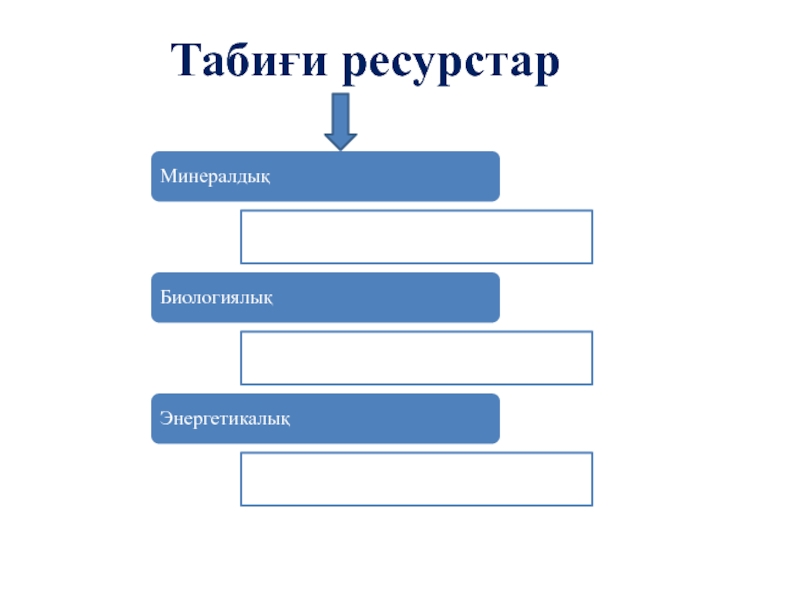 Табиғи ресурстар
Минералдық
Биологиялық
Энергетикалық